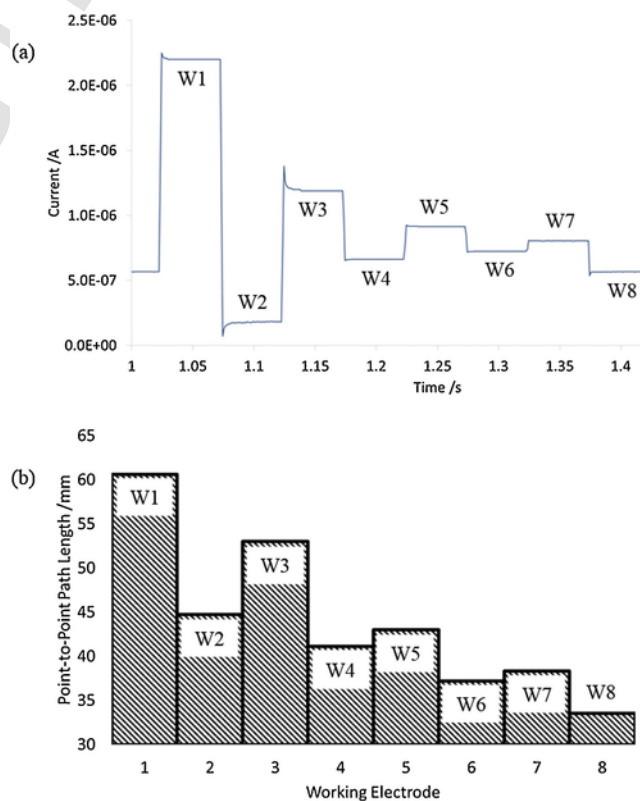 (a)
2.5E-06
2.0E-06
1.5E-06
1.0E-06
5.0E-07
0.0E+00
Current /A
W1
W2
W3
W4
W5
W6
W7
W8
1 1.05 1.1 1.15 1.2 1.25 1.3 1.35 1.4
Time /s
(b)
65
60
55
50
45
40
35
30
Point-to-Point Path Length /mm
W1
W2
W3
W4
W5
W6
W7
W8
1 2 3 4 5 6 7 8
Working Electrode